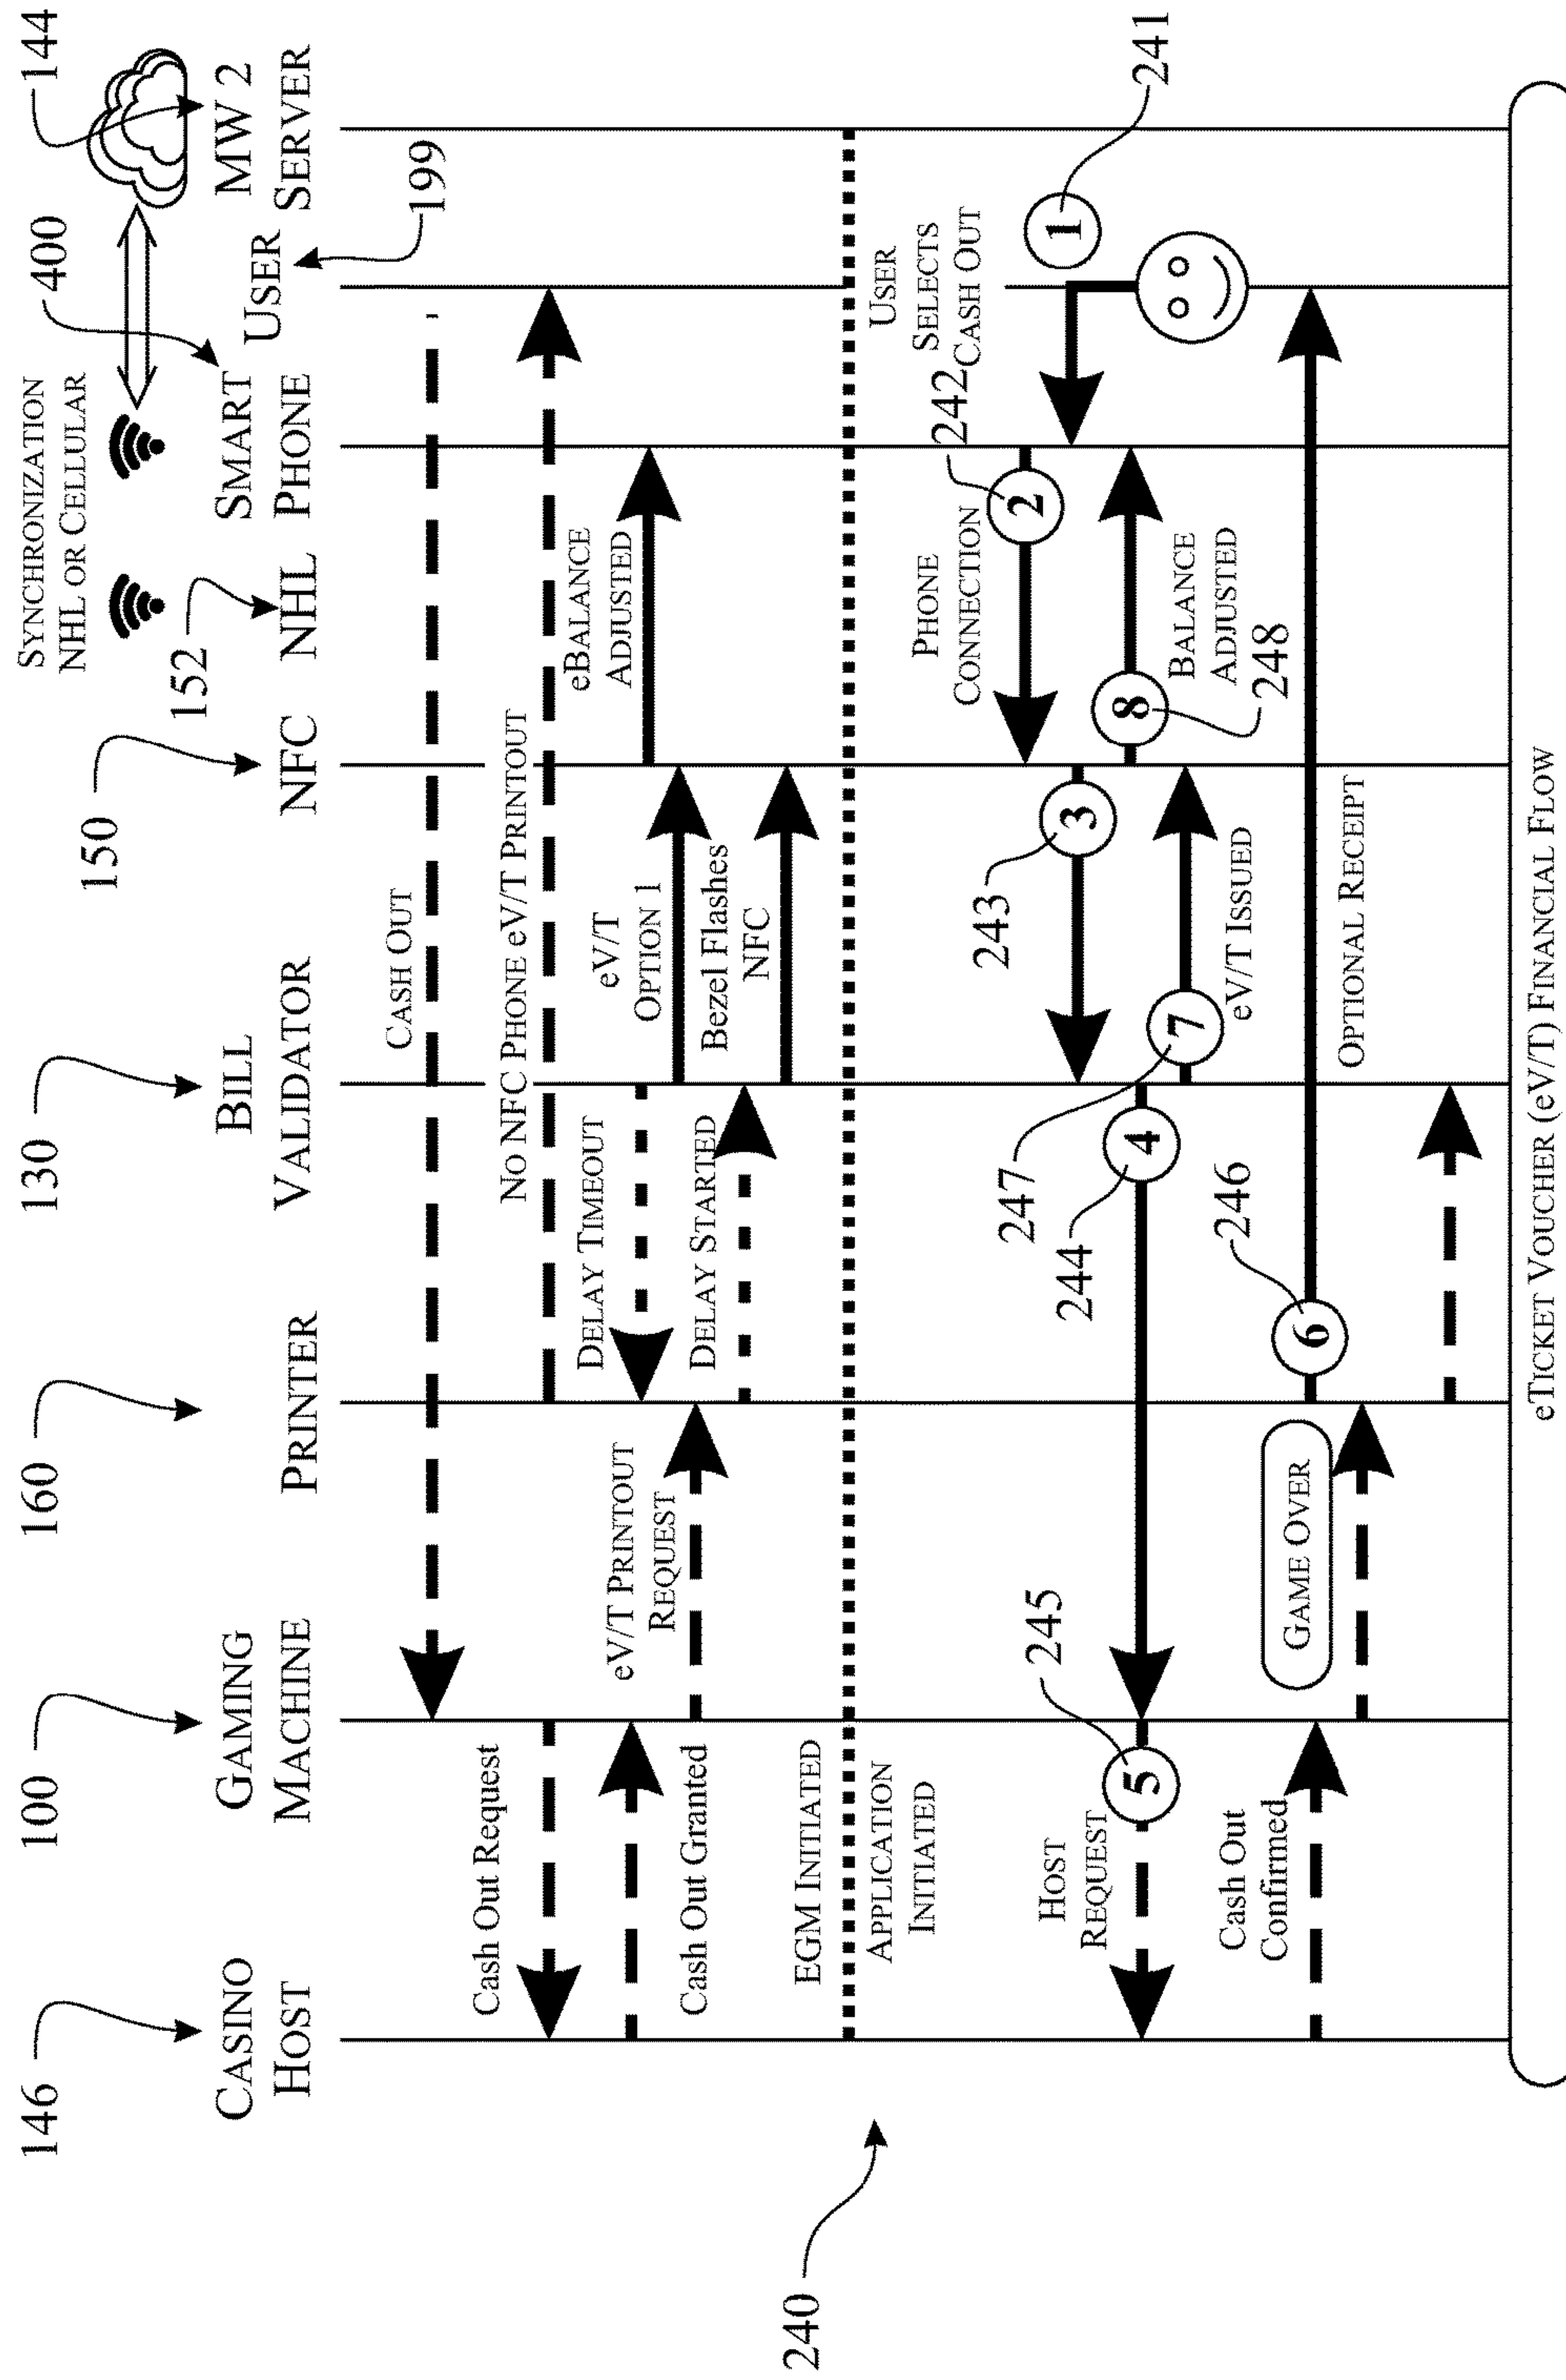 SYNCHRONIZATION
NHL OR CELLULAR
146
100
160
130
150
152
400
144
CASINO
HOST
GAMING
MACHINE
PRINTER
BILL
VALIDATOR
NFC
NHL
SMART
PHONE
USER
199
MW 2
SERVER
CASH OUT
Cash Out Request
NO NFC PHONE eV/T PRINTOUT
Cash Out Granted
eV/T PRINTOUT
REQUEST
DELAY TIMEOUT
DELAY STARTED
eV/T
OPTION 1
Bezel Flashes
NFC
eBALANCE
ADJUSTED
EGM INITIATED
APPLICATION
INITIATED
240
USER
SELECTS
CASH OUT
1
241
242
2
PHONE
CONNECTION
243
3
244
4
HOST
REQUEST
5
245
247
7
eV/T ISSUED
8
248
BALANCE
ADJUSTED
Cash Out
Confirmed
GAME OVER
6
246
OPTIONAL RECEIPT
eTICKET VOUCHER (eV/T) FINANCIAL FLOW